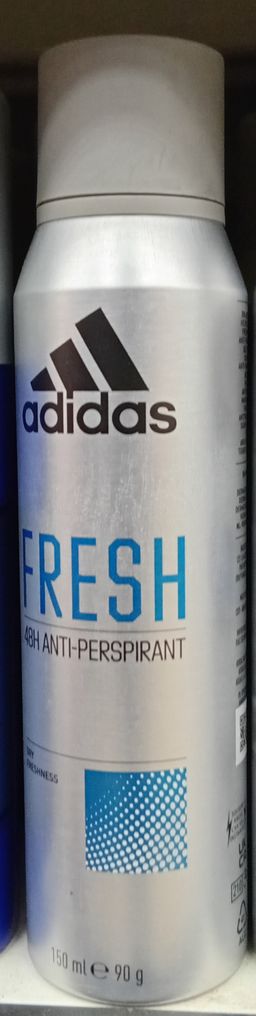 adidas
FRESH
48H ANTI-PERSPIRANT
DRY
FRESHNESS
150 ml ℮ 90 g